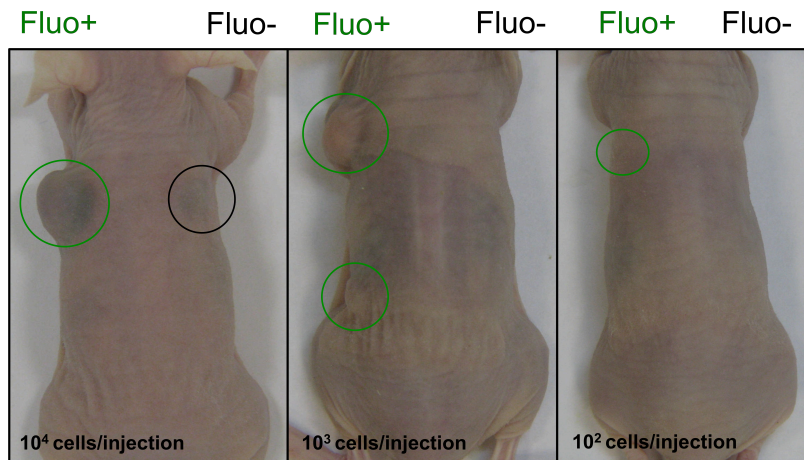 Fluo+ Fluo- Fluo+ Fluo- Fluo+ Fluo-
10⁴ cells/injection 10³ cells/injection 10² cells/injection